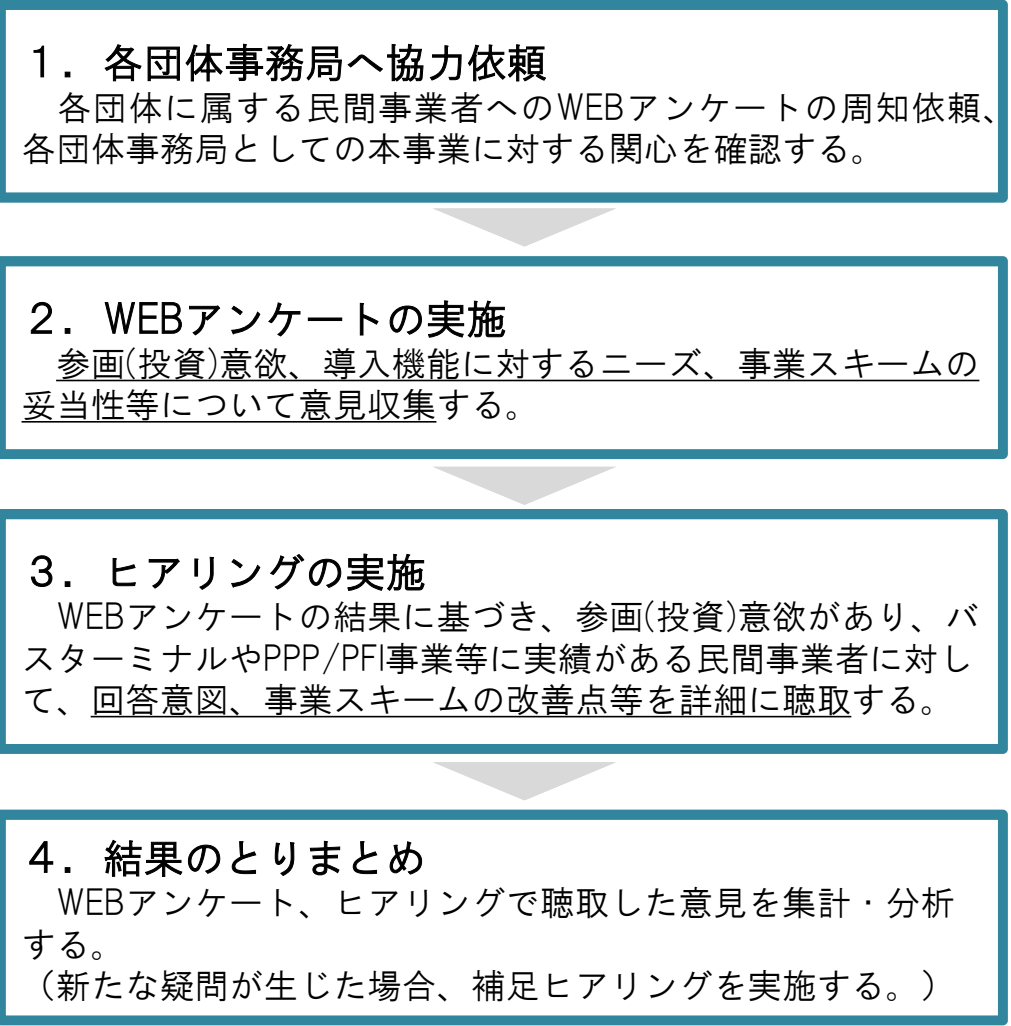 １．各団体事務局へ協力依頼
　各団体に属する民間事業者へのWEBアンケートの周知依頼、
各団体事務局としての本事業に対する関心を確認する。
２．WEBアンケートの実施
　参画(投資)意欲、導入機能に対するニーズ、事業スキームの
妥当性等について意見収集する。
３．ヒアリングの実施
　WEBアンケートの結果に基づき、参画(投資)意欲があり、バ
スターミナルやPPP/PFI事業等に実績がある民間事業者に対し
て、回答意図、事業スキームの改善点等を詳細に聴取する。
４．結果のとりまとめ
　WEBアンケート、ヒアリングで聴取した意見を集計・分析
する。
（新たな疑問が生じた場合、補足ヒアリングを実施する。）